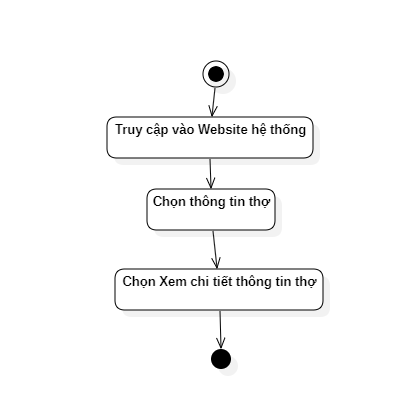 Truy cập vào Website hệ thống
Chọn thông tin thợ
Chọn Xem chi tiết thông tin thợ